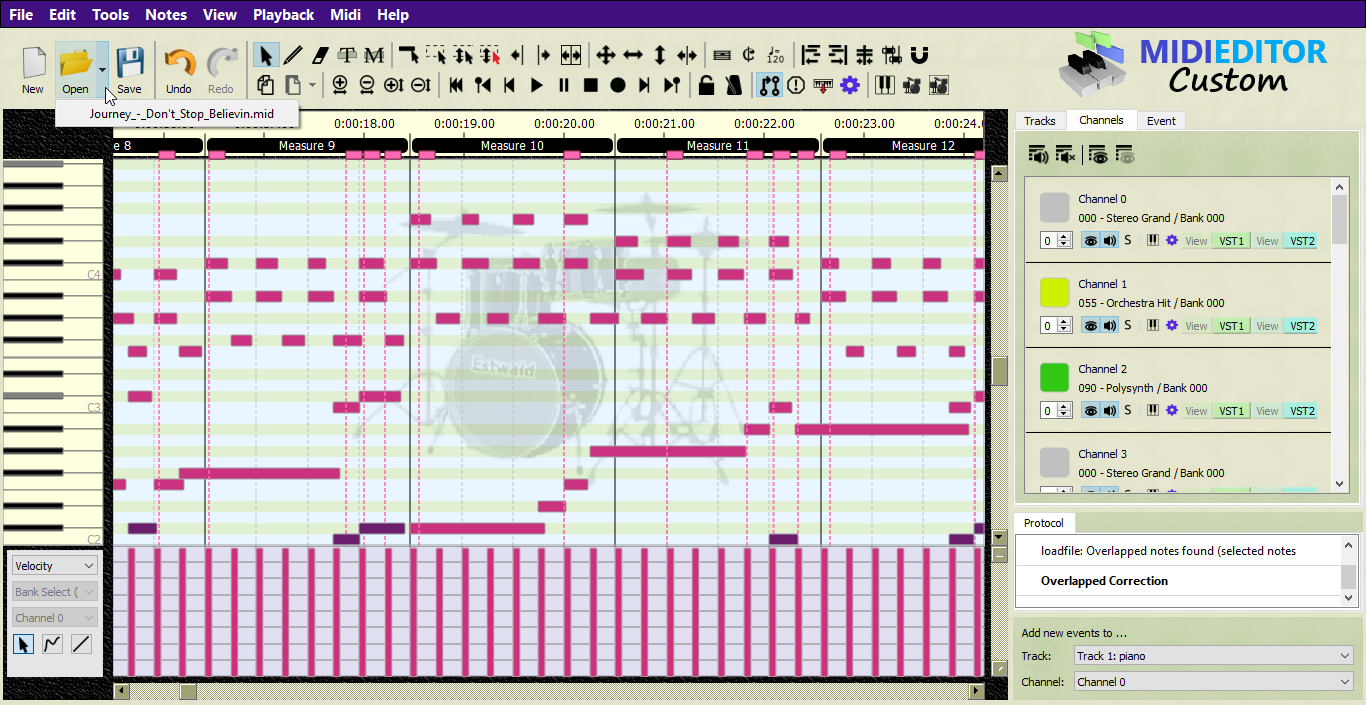 File Edit Tools Notes View Playback Midi Help
New Open Save Undo Redo
MIDIEDITOR
Custom
Journey_-_Don't_Stop_Believin.mid
0:00:18.00 0:00:19.00 0:00:20.00 0:00:21.00 0:00:22.00 0:00:23.00 0:00:24.0
e 8 Measure 9 Measure 10 Measure 11 Measure 12
C4
C3
C2
Estwald
Velocity
Bank Select (
Channel 0
Tracks Channels Event
Channel 0
000 - Stereo Grand / Bank 000
0 S View VST1 View VST2
Channel 1
055 - Orchestra Hit / Bank 000
0 S View VST1 View VST2
Channel 2
090 - Polysynth / Bank 000
0 S View VST1 View VST2
Channel 3
000 - Stereo Grand / Bank 000
Protocol
loadfile: Overlapped notes found (selected notes
Overlapped Correction
Add new events to ...
Track: Track 1: piano
Channel: Channel 0